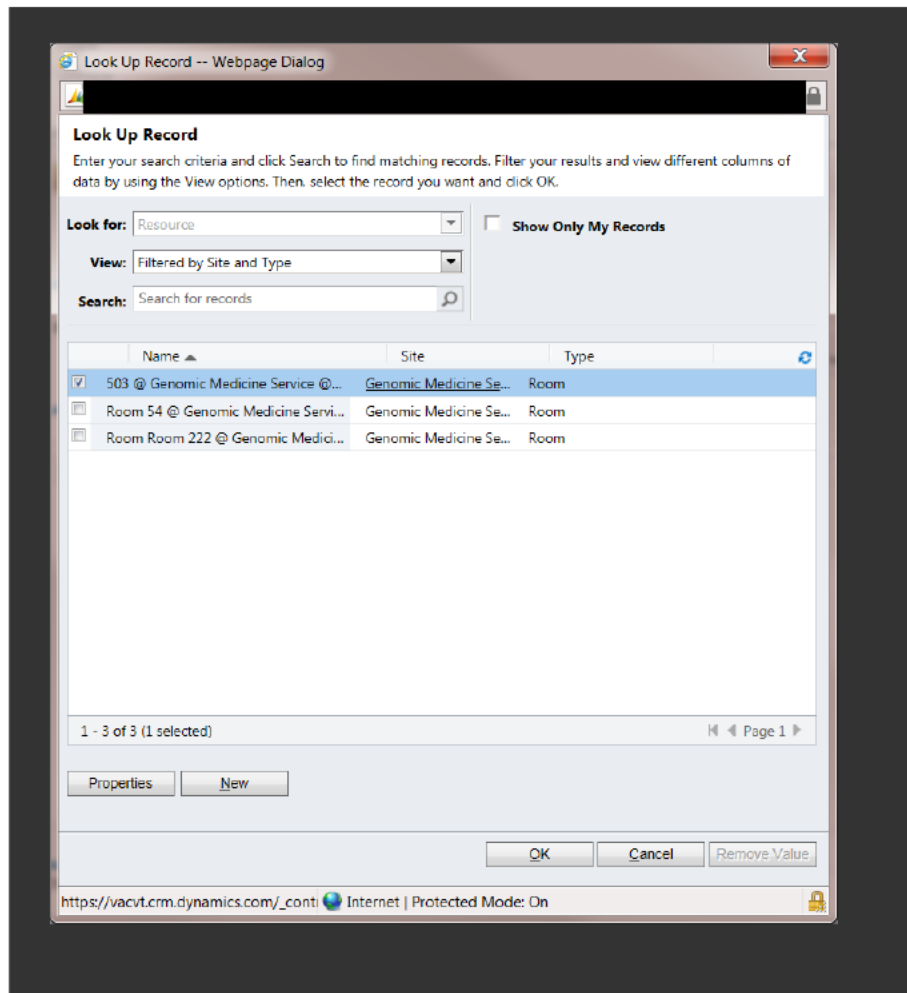 Look Up Record -- Webpage Dialog
Look Up Record
Enter your search criteria and click Search to find matching records. Filter your results and view different columns of
data by using the View options. Then, select the record you want and click OK.
Look for: Resource
Show Only My Records
View: Filtered by Site and Type
Search: Search for records
Name Site Type
503 @ Genomic Medicine Service @... Genomic Medicine Se... Room
Room 54 @ Genomic Medicine Servi... Genomic Medicine Se... Room
Room Room 222 @ Genomic Medici... Genomic Medicine Se... Room
1 - 3 of 3 (1 selected) Page 1
Properties New
OK Cancel Remove Value
https://vacvt.crm.dynamics.com/_conti Internet | Protected Mode: On